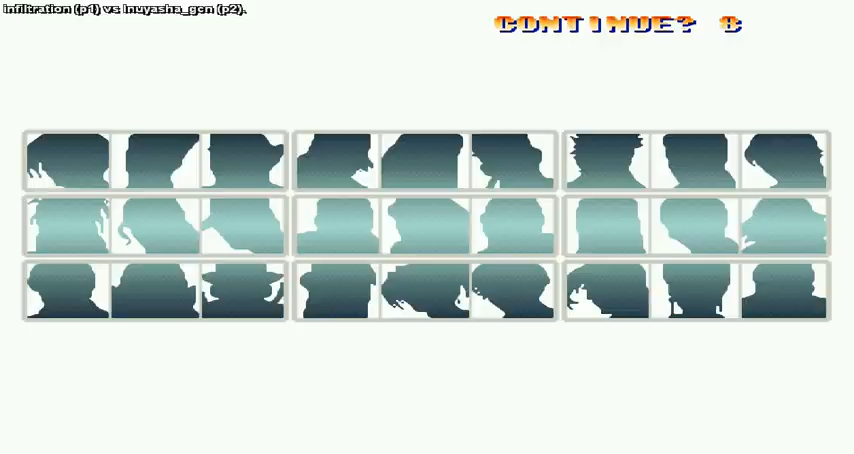 infiltration (p1) vs Inuyasha_gen (p2).
CONTINUE? 8